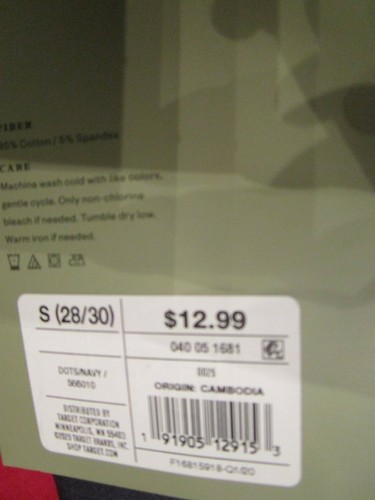 FIBER
95% Cotton / 5% Spandex
CARE
Machine wash cold with like colors,
gentle cycle. Only non-chlorine
bleach if needed. Tumble dry low.
Warm iron if needed.
S (28/30)
$12.99
040 05 1681
0025
DOTS/NAVY /
566010
ORIGIN: CAMBODIA
DISTRIBUTED BY
TARGET CORPORATION
MINNEAPOLIS, MN 55403
©2023 TARGET BRANDS, INC.
SHOP TARGET.COM
1 91905 12915 3
F16815918-Q1/20